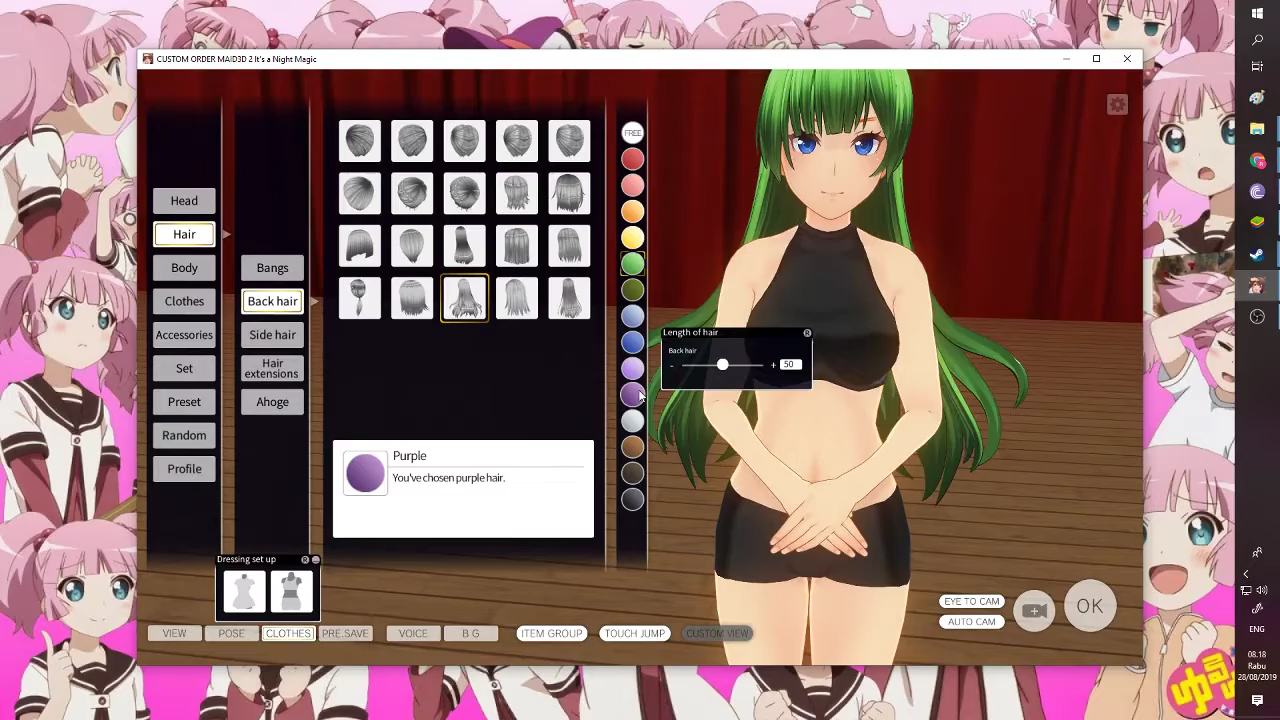 CUSTOM ORDER MAID3D 2 It's a Night Magic
Head
Hair
Body
Clothes
Accessories
Set
Preset
Random
Profile
Bangs
Back hair
Side hair
Hair
extensions
Ahoge
FREE
Length of hair
Back hair
- + 50
Purple
You've chosen purple hair.
Dressing set up
VIEW
POSE
CLOTHES
PRE.SAVE
VOICE
B G
ITEM GROUP
TOUCH JUMP
CUSTOM VIEW
EYE TO CAM
AUTO CAM
OK
ENG
08.18
Rabu
28/08/2019